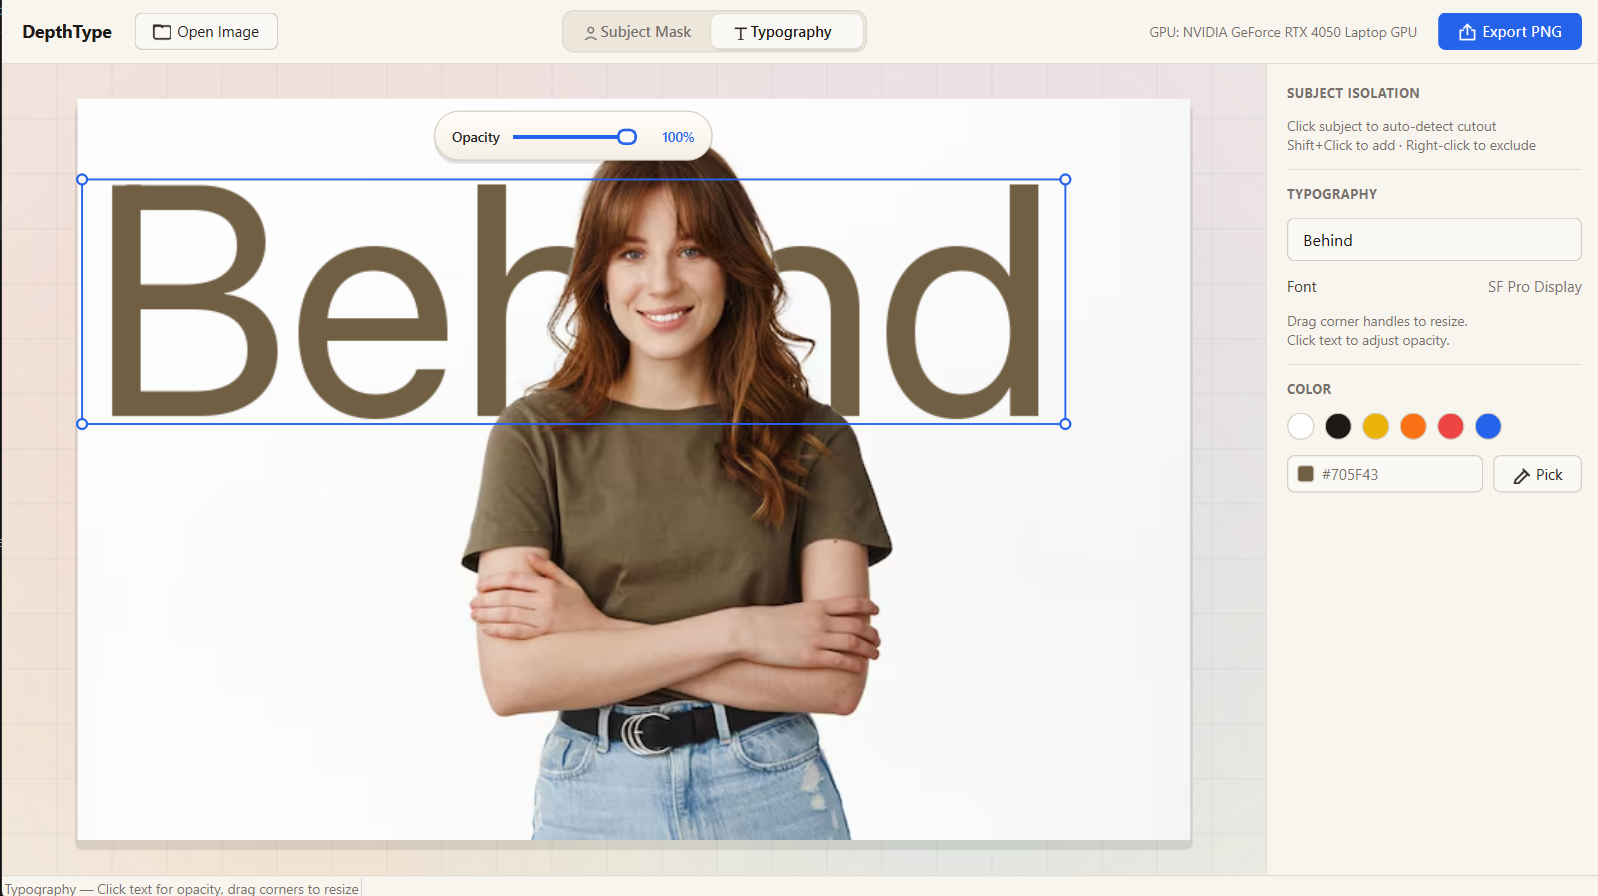 DepthType
Open Image
Subject Mask
Typography
GPU: NVIDIA GeForce RTX 4050 Laptop GPU
Export PNG
Opacity
100%
Behind
SUBJECT ISOLATION
Click subject to auto-detect cutout
Shift+Click to add · Right-click to exclude
TYPOGRAPHY
Behind
Font
SF Pro Display
Drag corner handles to resize.
Click text to adjust opacity.
COLOR
#705F43
Pick
Typography — Click text for opacity, drag corners to resize